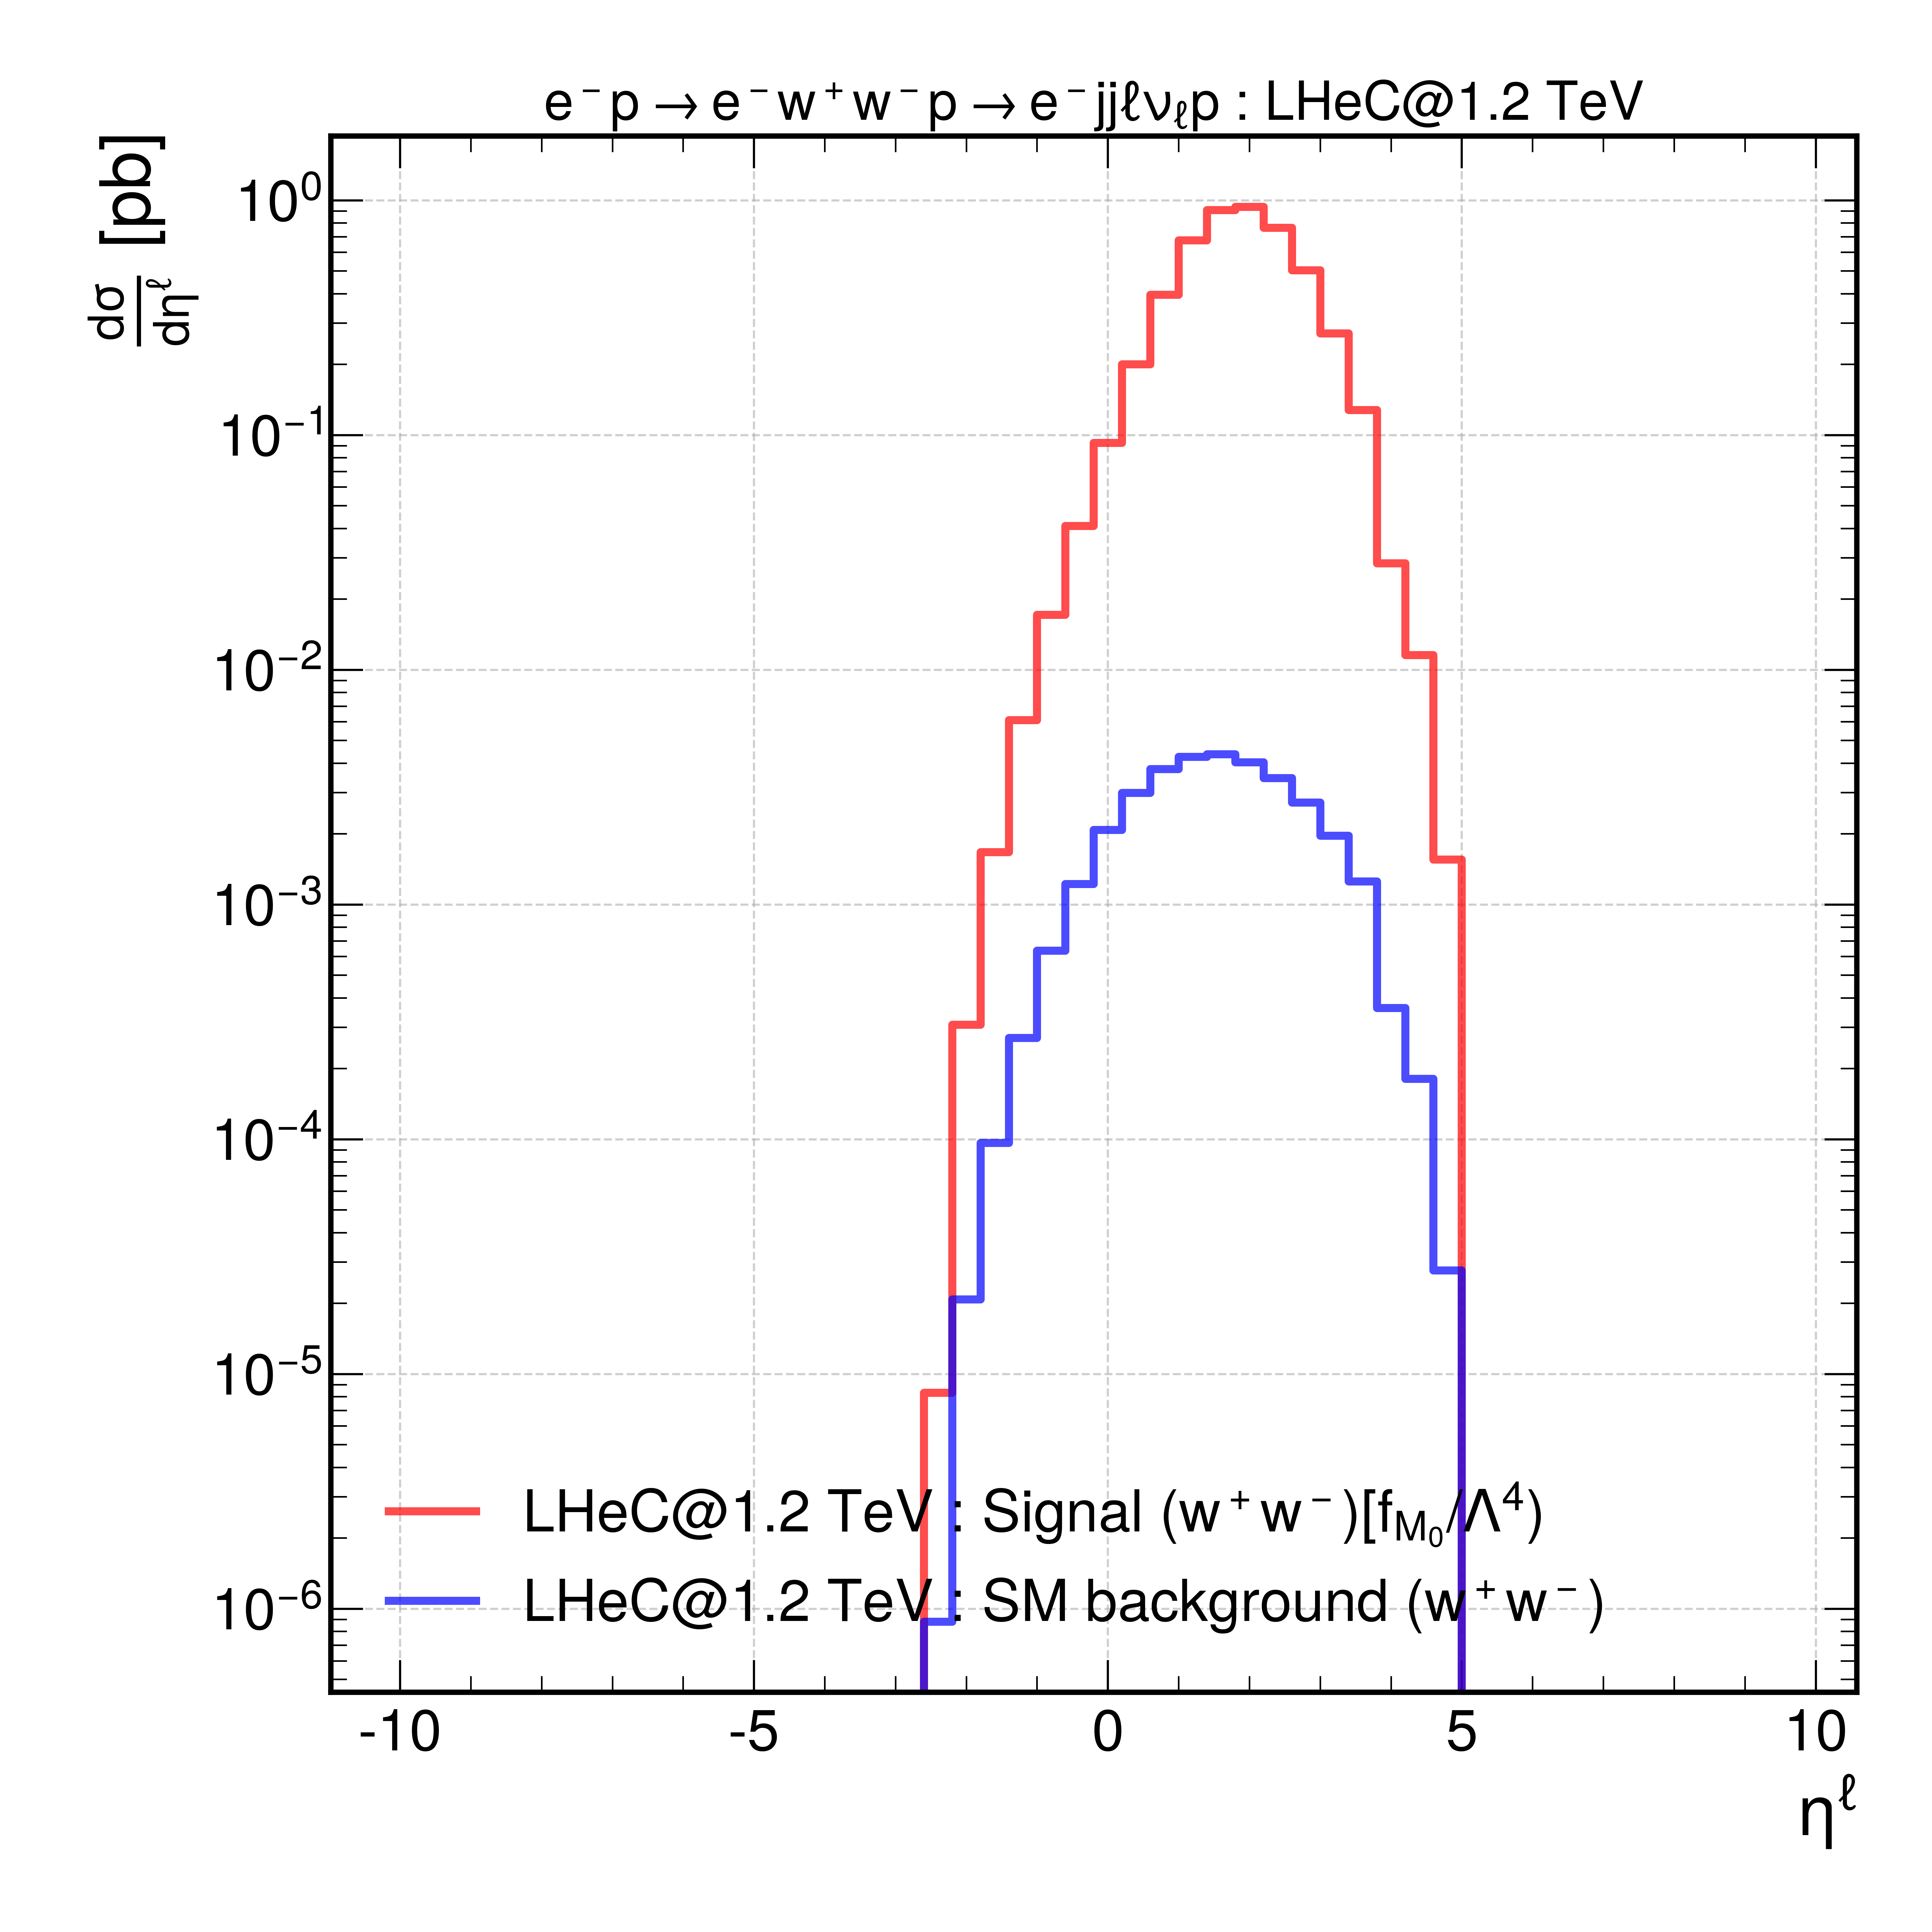 e⁻p → e⁻w⁺w⁻p → e⁻jjℓνℓp : LHeC@1.2 TeV
dσ/dηℓ [pb]
10⁰
10⁻¹
10⁻²
10⁻³
10⁻⁴
10⁻⁵
10⁻⁶
LHeC@1.2 TeV : Signal (w⁺w⁻)[f_M₀/Λ⁴)
LHeC@1.2 TeV : SM background (w⁺w⁻)
-10 -5 0 5 10
ηℓ